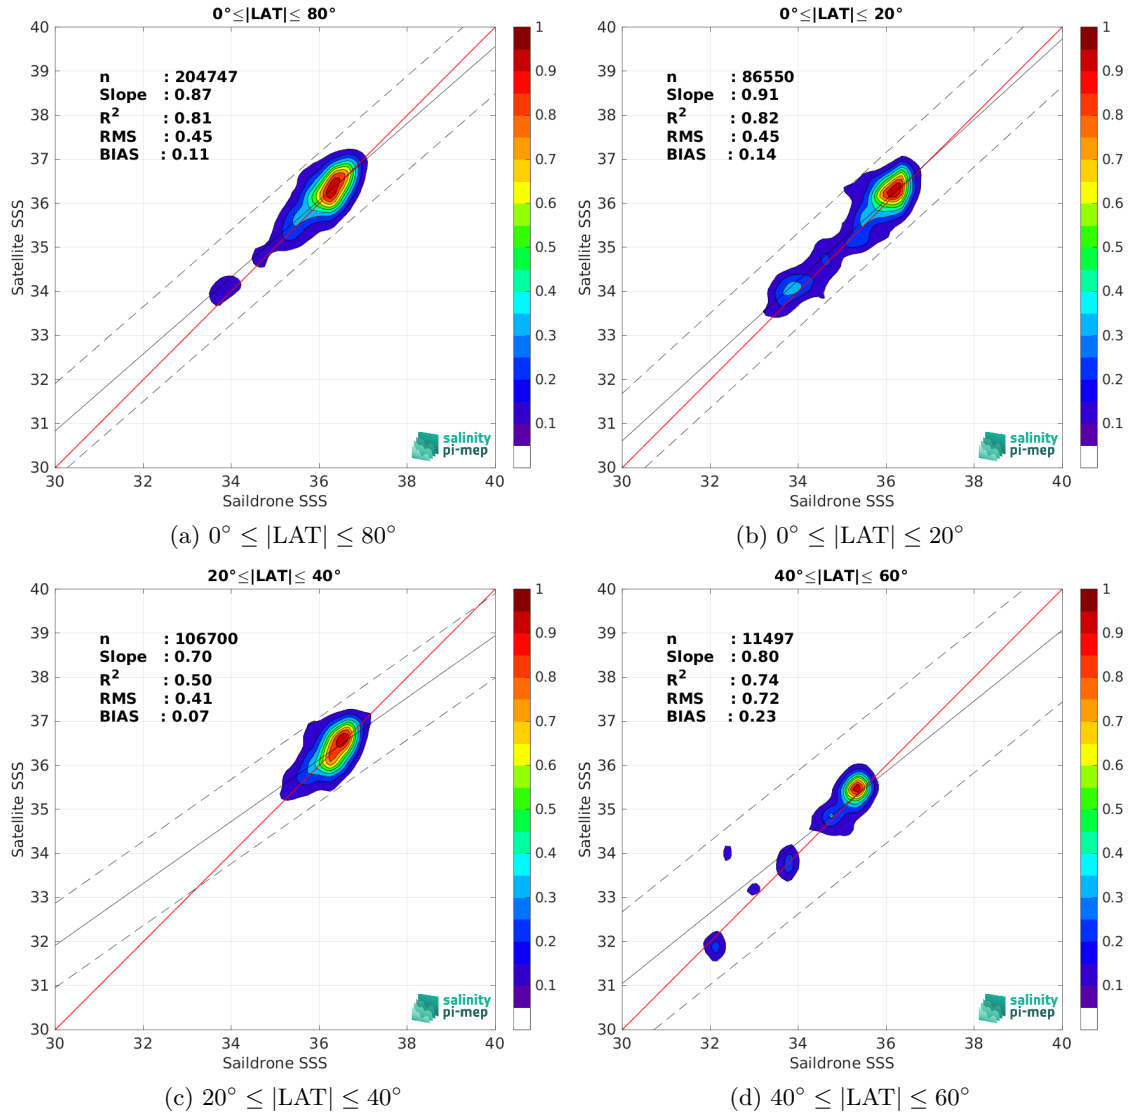 0°≤|LAT|≤ 80°
n : 204747
Slope : 0.87
R² : 0.81
RMS : 0.45
BIAS : 0.11
40
39
38
37
36
35
34
33
32
31
30
Satellite SSS
30 32 34 36 38 40
Saildrone SSS
1
0.9
0.8
0.7
0.6
0.5
0.4
0.3
0.2
0.1
salinity
pi-mep
(a) 0° ≤ |LAT| ≤ 80°
0°≤|LAT|≤ 20°
n : 86550
Slope : 0.91
R² : 0.82
RMS : 0.45
BIAS : 0.14
40
39
38
37
36
35
34
33
32
31
30
Satellite SSS
30 32 34 36 38 40
Saildrone SSS
1
0.9
0.8
0.7
0.6
0.5
0.4
0.3
0.2
0.1
salinity
pi-mep
(b) 0° ≤ |LAT| ≤ 20°
20°≤|LAT|≤ 40°
n : 106700
Slope : 0.70
R² : 0.50
RMS : 0.41
BIAS : 0.07
40
39
38
37
36
35
34
33
32
31
30
Satellite SSS
30 32 34 36 38 40
Saildrone SSS
1
0.9
0.8
0.7
0.6
0.5
0.4
0.3
0.2
0.1
salinity
pi-mep
(c) 20° ≤ |LAT| ≤ 40°
40°≤|LAT|≤ 60°
n : 11497
Slope : 0.80
R² : 0.74
RMS : 0.72
BIAS : 0.23
40
39
38
37
36
35
34
33
32
31
30
Satellite SSS
30 32 34 36 38 40
Saildrone SSS
1
0.9
0.8
0.7
0.6
0.5
0.4
0.3
0.2
0.1
salinity
pi-mep
(d) 40° ≤ |LAT| ≤ 60°